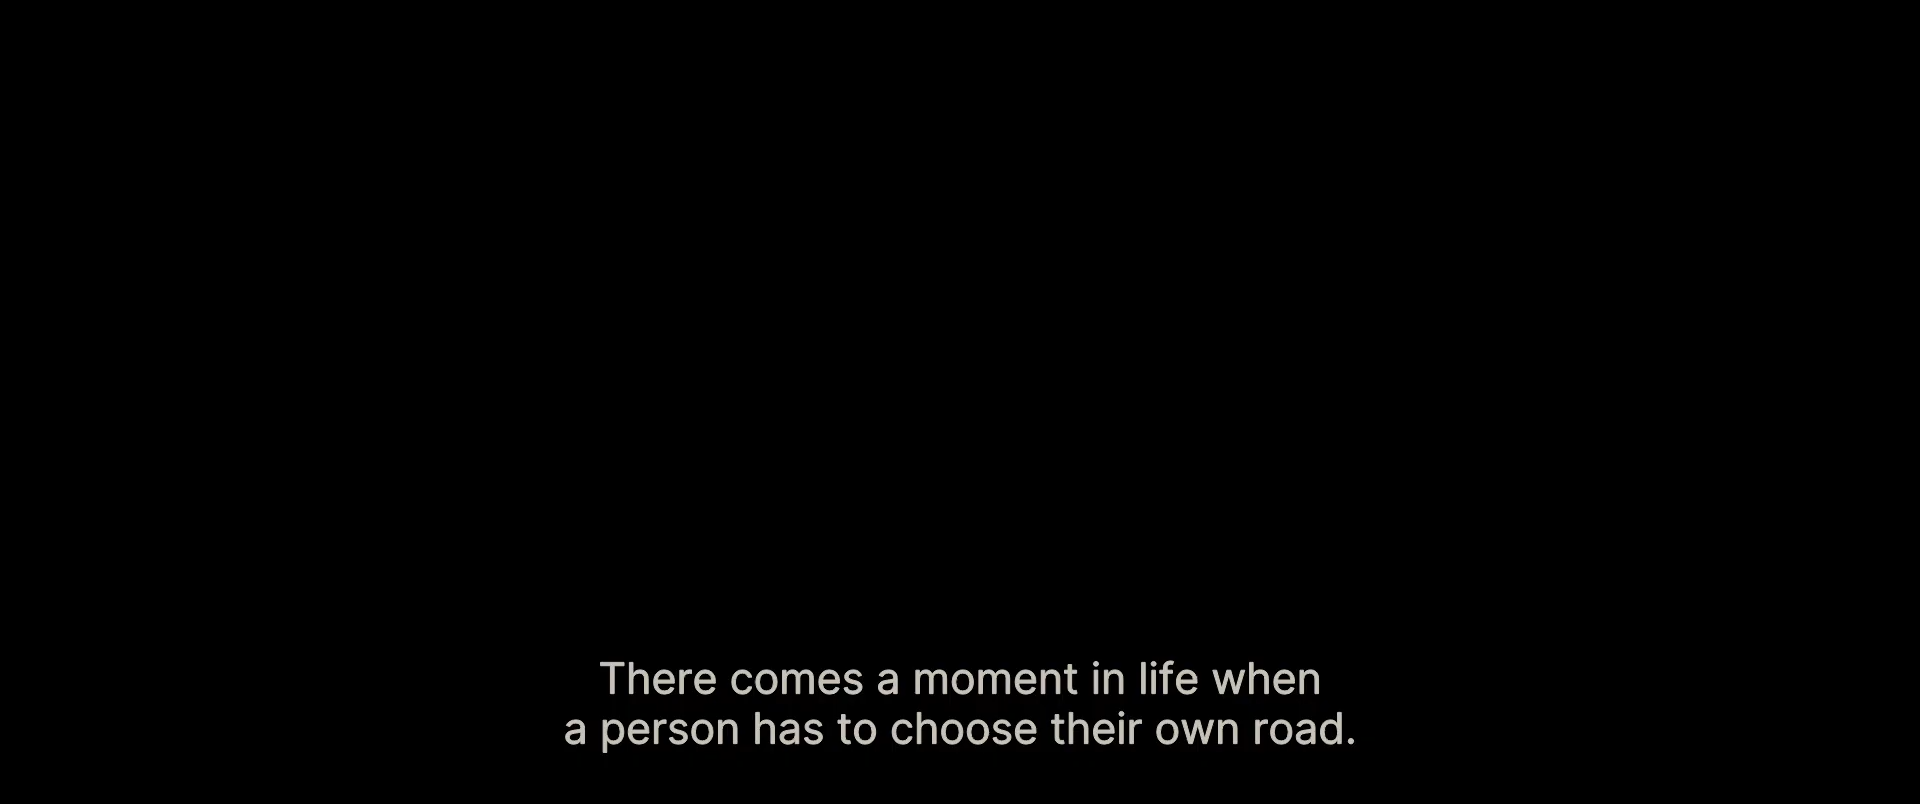 There comes a moment in life when
a person has to choose their own road.